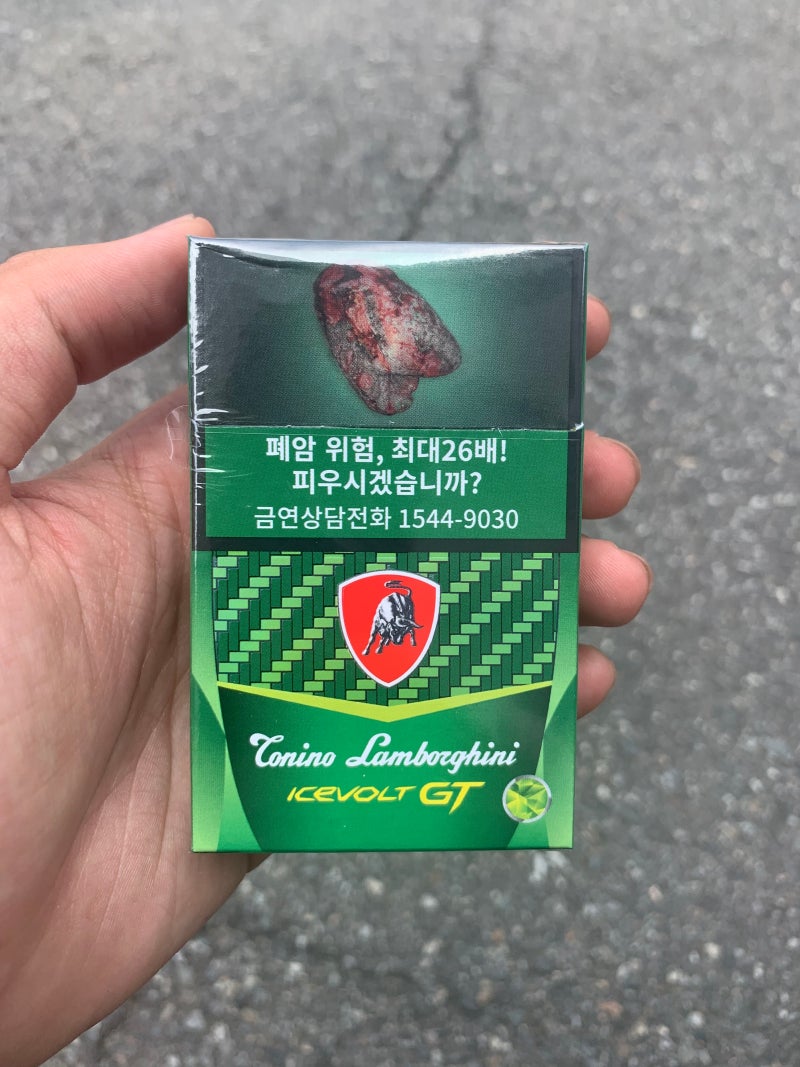 폐암 위험, 최대26배!
피우시겠습니까?
금연상담전화 1544-9030
Tonino Lamborghini
ICEVOLT GT